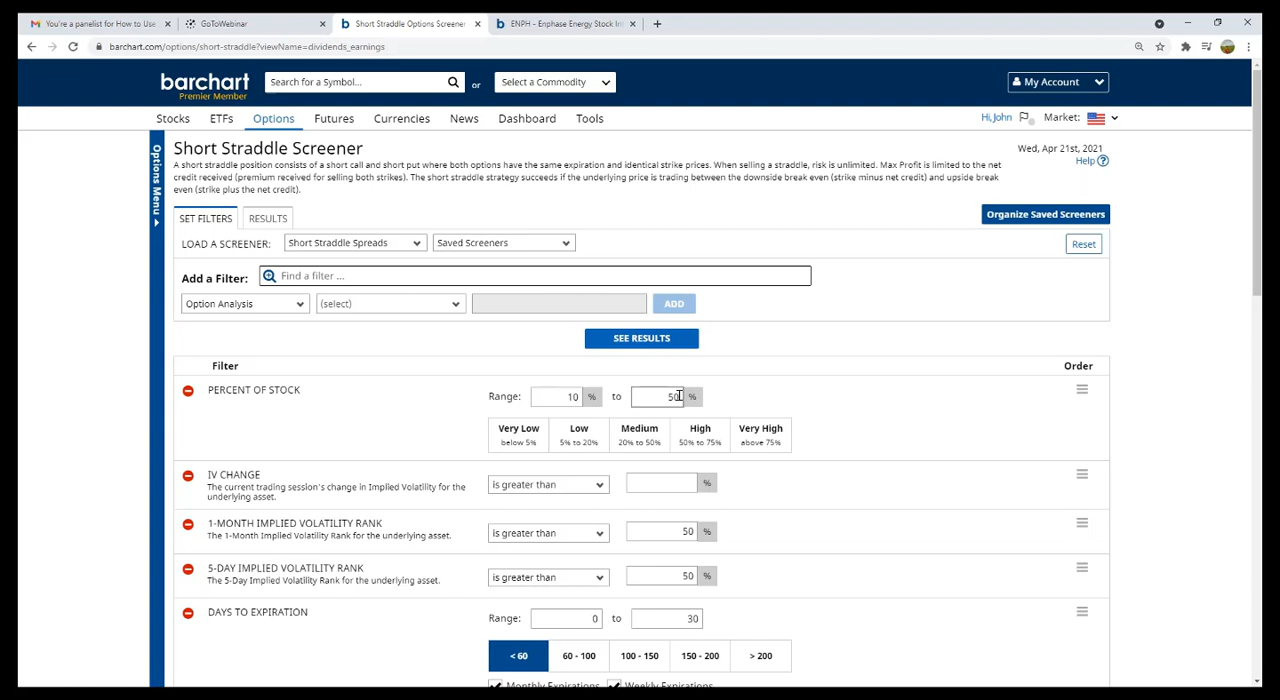 You're a panelist for How to Use
GoToWebinar
Short Straddle Options Screener
ENPH - Enphase Energy Stock In
barchart.com/options/short-straddle?viewName=dividends_earnings
barchart
Premier Member
Search for a Symbol...
or
Select a Commodity
My Account
Stocks
ETFs
Options
Futures
Currencies
News
Dashboard
Tools
Hi, John
Market:
Options Menu
Short Straddle Screener
Wed, Apr 21st, 2021
Help
A short straddle position consists of a short call and short put where both options have the same expiration and identical strike prices. When selling a straddle, risk is unlimited. Max Profit is limited to the net
credit received (premium received for selling both strikes). The short straddle strategy succeeds if the underlying price is trading between the downside break even (strike minus net credit) and upside break
even (strike plus the net credit).
SET FILTERS
RESULTS
Organize Saved Screeners
LOAD A SCREENER:
Short Straddle Spreads
Saved Screeners
Reset
Add a Filter:
Find a filter ...
Option Analysis
(select)
ADD
SEE RESULTS
Filter
Order
PERCENT OF STOCK
Range: 10 % to 50 %
Very Low
below 5%
Low
5% to 20%
Medium
20% to 50%
High
50% to 75%
Very High
above 75%
IV CHANGE
The current trading session's change in Implied Volatility for the
underlying asset.
is greater than
%
1-MONTH IMPLIED VOLATILITY RANK
The 1-Month Implied Volatility Rank for the underlying asset.
is greater than
50 %
5-DAY IMPLIED VOLATILITY RANK
The 5-Day Implied Volatility Rank for the underlying asset.
is greater than
50 %
DAYS TO EXPIRATION
Range: 0 to 30
< 60
60 - 100
100 - 150
150 - 200
> 200
Monthly Expirations
Weekly Expirations